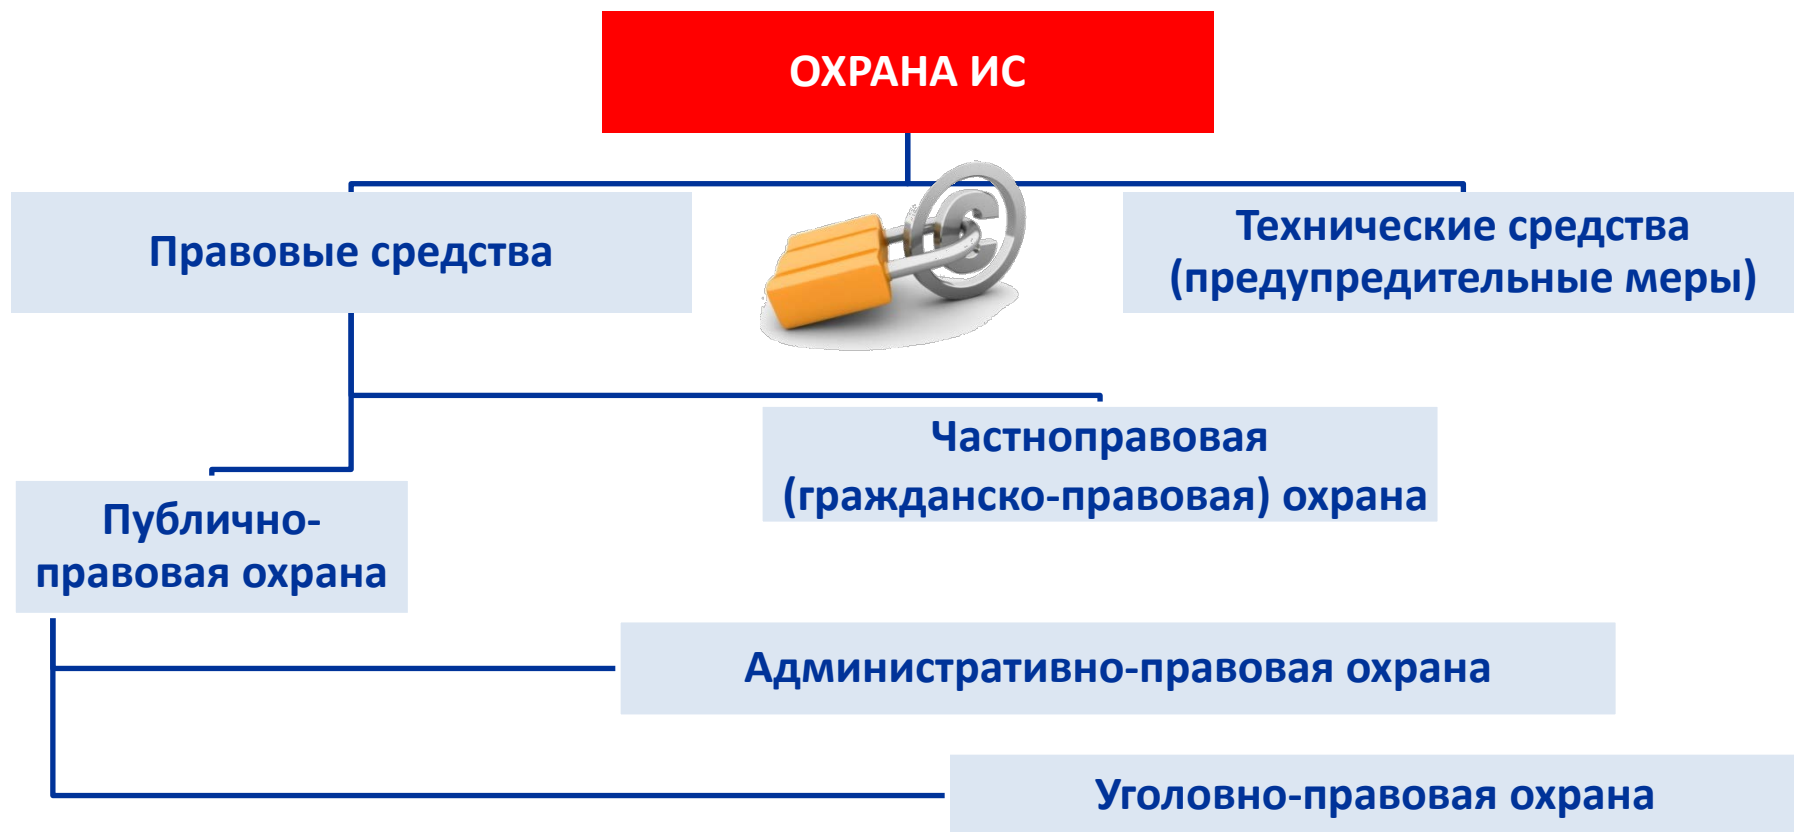 ОХРАНА ИС
Правовые средства
Технические средства
(предупредительные меры)
Частноправовая
(гражданско-правовая) охрана
Публично-
правовая охрана
Административно-правовая охрана
Уголовно-правовая охрана